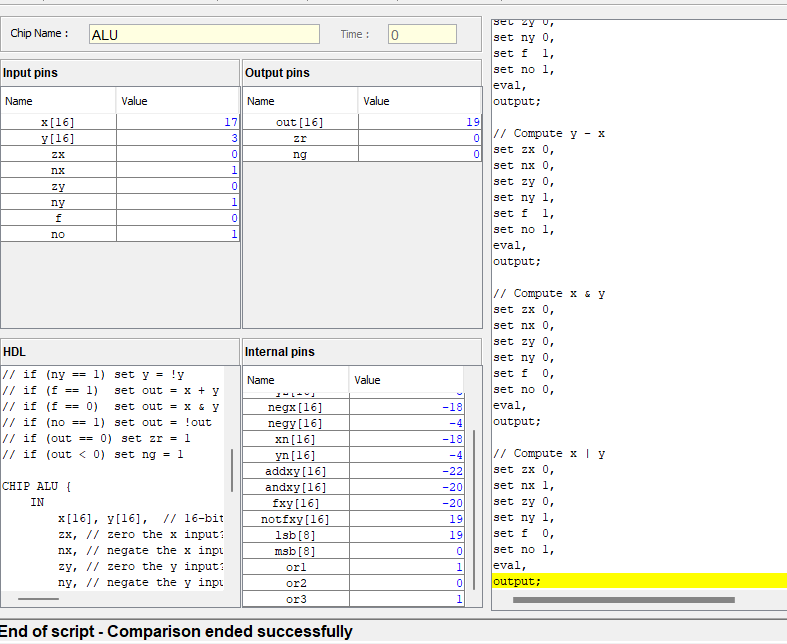 Chip Name :
ALU
Time :
0
Input pins
Name Value
x[16] 17
y[16] 3
zx 0
nx 1
zy 0
ny 1
f 0
no 1
Output pins
Name Value
out[16] 19
zr 0
ng 0
HDL
// if (ny == 1) set y = !y
// if (f == 1)  set out = x + y
// if (f == 0)  set out = x & y
// if (no == 1) set out = !out
// if (out == 0) set zr = 1
// if (out < 0) set ng = 1
CHIP ALU {
IN
x[16], y[16],  // 16-bit
zx, // zero the x input?
nx, // negate the x inpu
zy, // zero the y input?
ny, // negate the y inpu
Internal pins
Name Value
negx[16] -18
negy[16] -4
xn[16] -18
yn[16] -4
addxy[16] -22
andxy[16] -20
fxy[16] -20
notfxy[16] 19
lsb[8] 19
msb[8] 0
or1 1
or2 0
or3 1
set zy 0,
set ny 0,
set f  1,
set no 1,
eval,
output;
// Compute y - x
set zx 0,
set nx 0,
set zy 0,
set ny 1,
set f  1,
set no 1,
eval,
output;
// Compute x & y
set zx 0,
set nx 0,
set zy 0,
set ny 0,
set f  0,
set no 0,
eval,
output;
// Compute x | y
set zx 0,
set nx 1,
set zy 0,
set ny 1,
set f  0,
set no 1,
eval,
output;
End of script - Comparison ended successfully